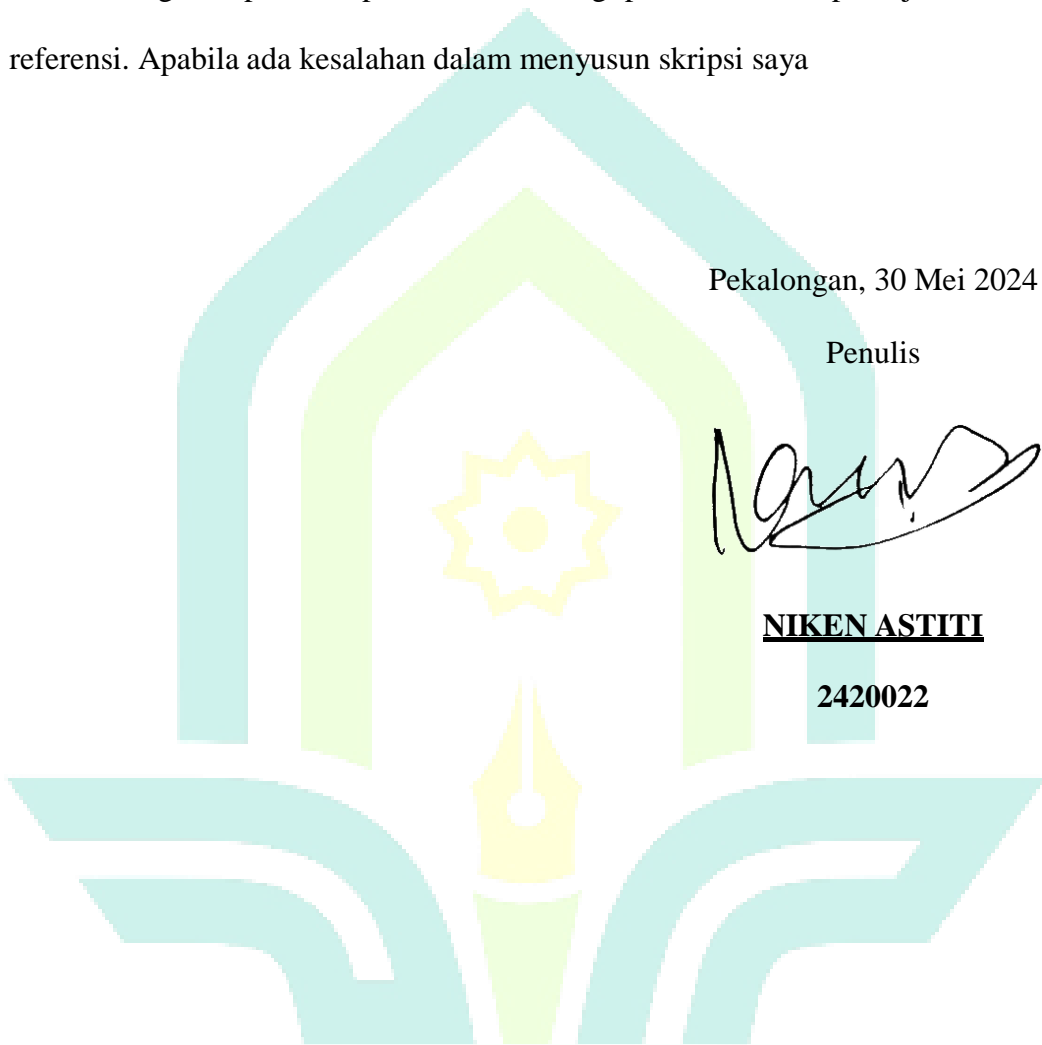 referensi. Apabila ada kesalahan dalam menyusun skripsi saya
Pekalongan, 30 Mei 2024
Penulis
NIKEN ASTITI
2420022